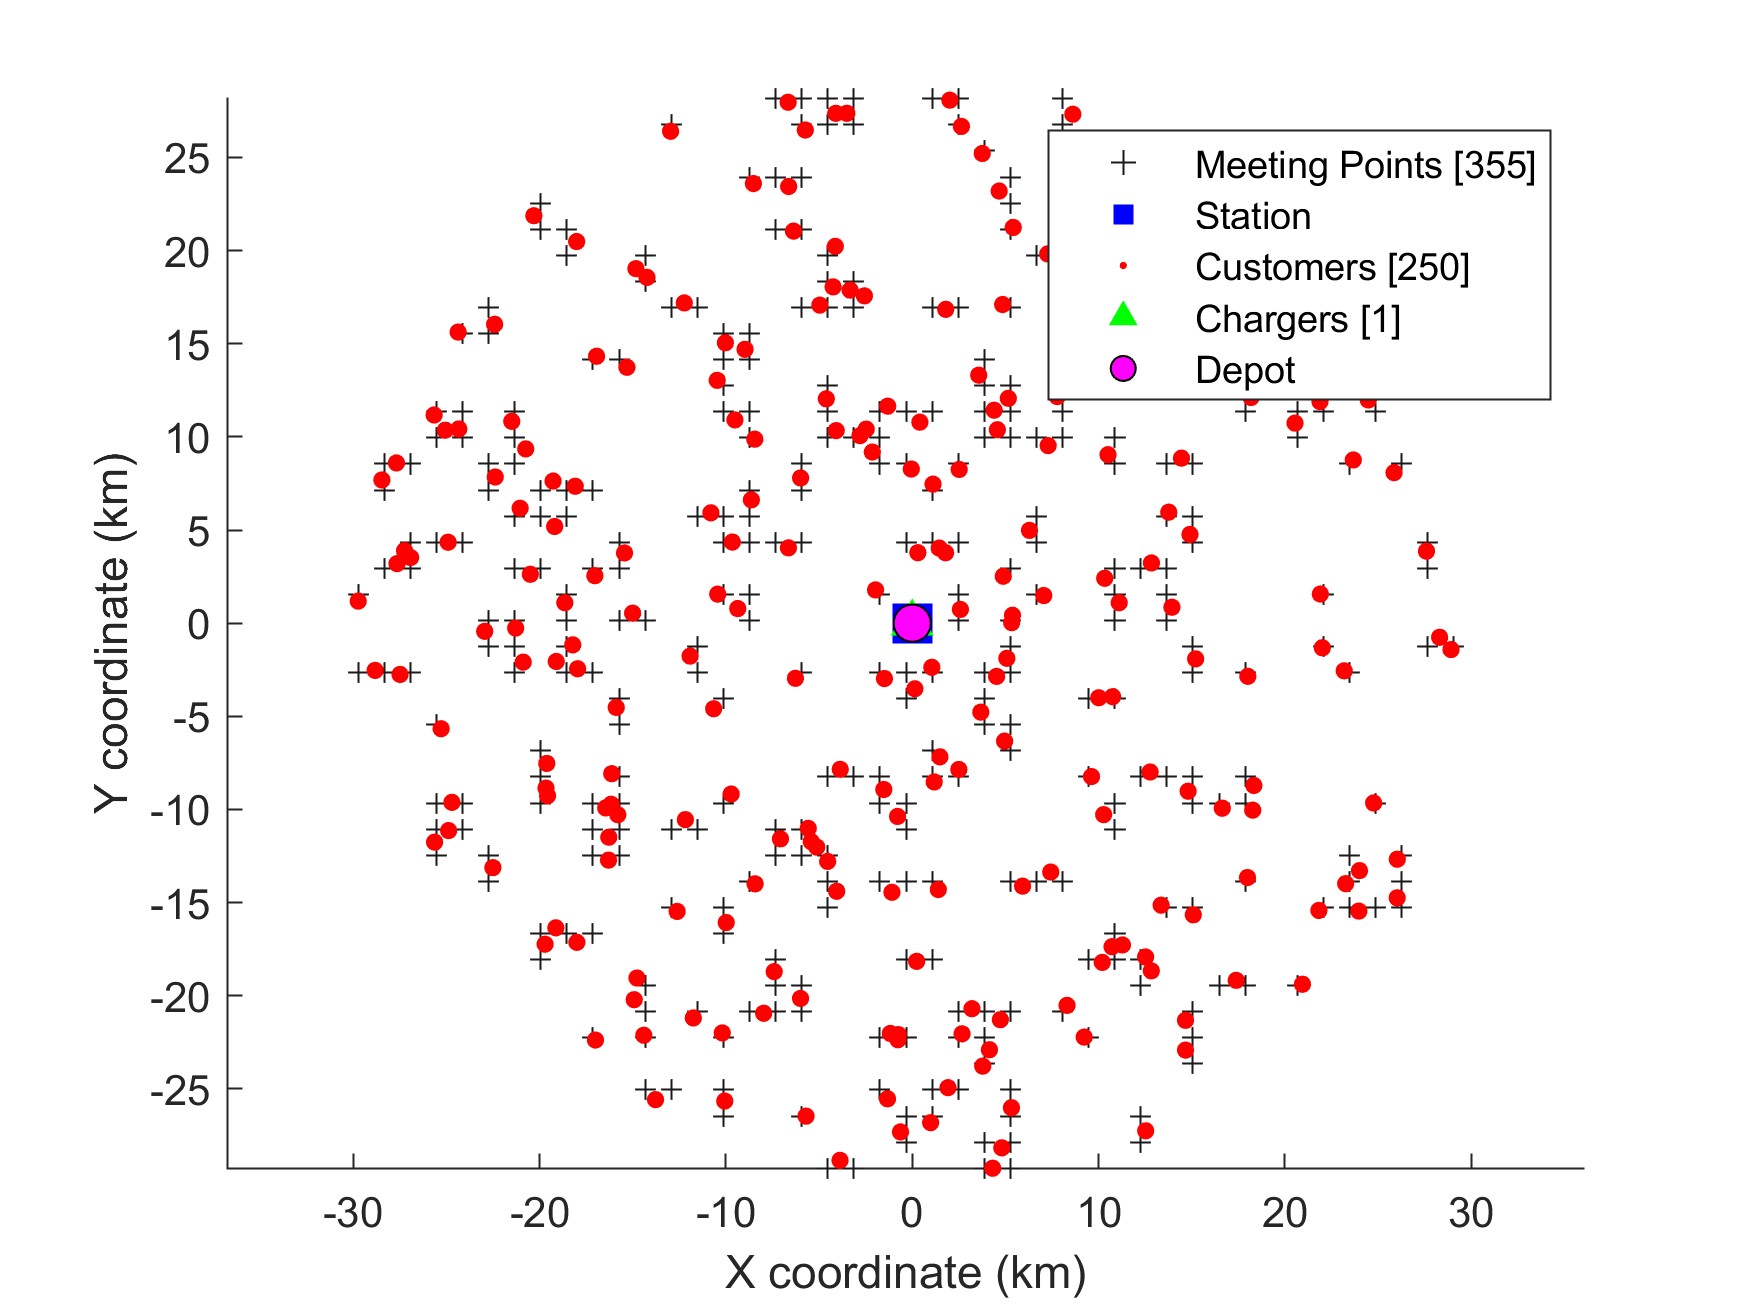 25
20
15
10
5
0
-5
-10
-15
-20
-25
Y coordinate (km)
Meeting Points [355]
Station
Customers [250]
Chargers [1]
Depot
-30 -20 -10 0 10 20 30
X coordinate (km)